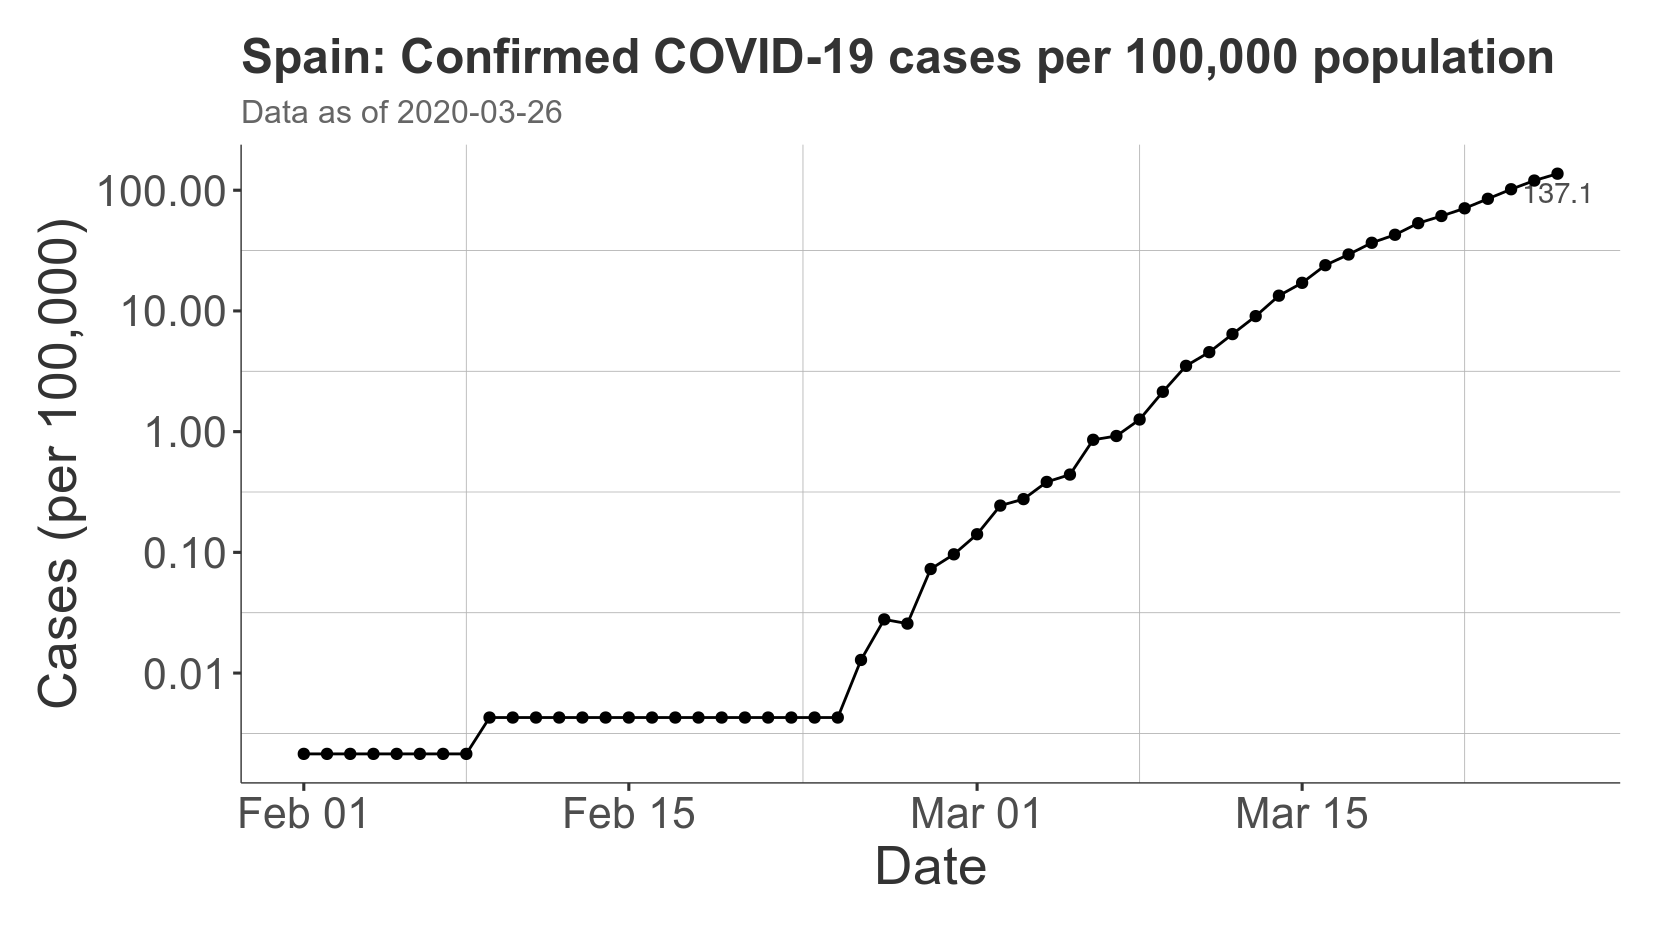 Spain: Confirmed COVID-19 cases per 100,000 population
Data as of 2020-03-26
Cases (per 100,000)
100.00
10.00
1.00
0.10
0.01
137.1
Feb 01 Feb 15 Mar 01 Mar 15
Date